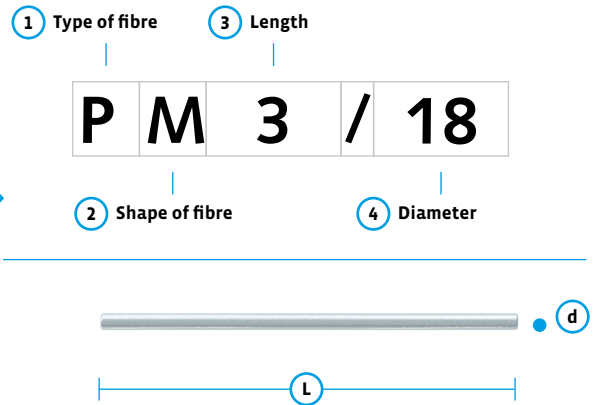 1 Type of fibre 3 Length
P M 3 / 18
2 Shape of fibre 4 Diameter
d
L